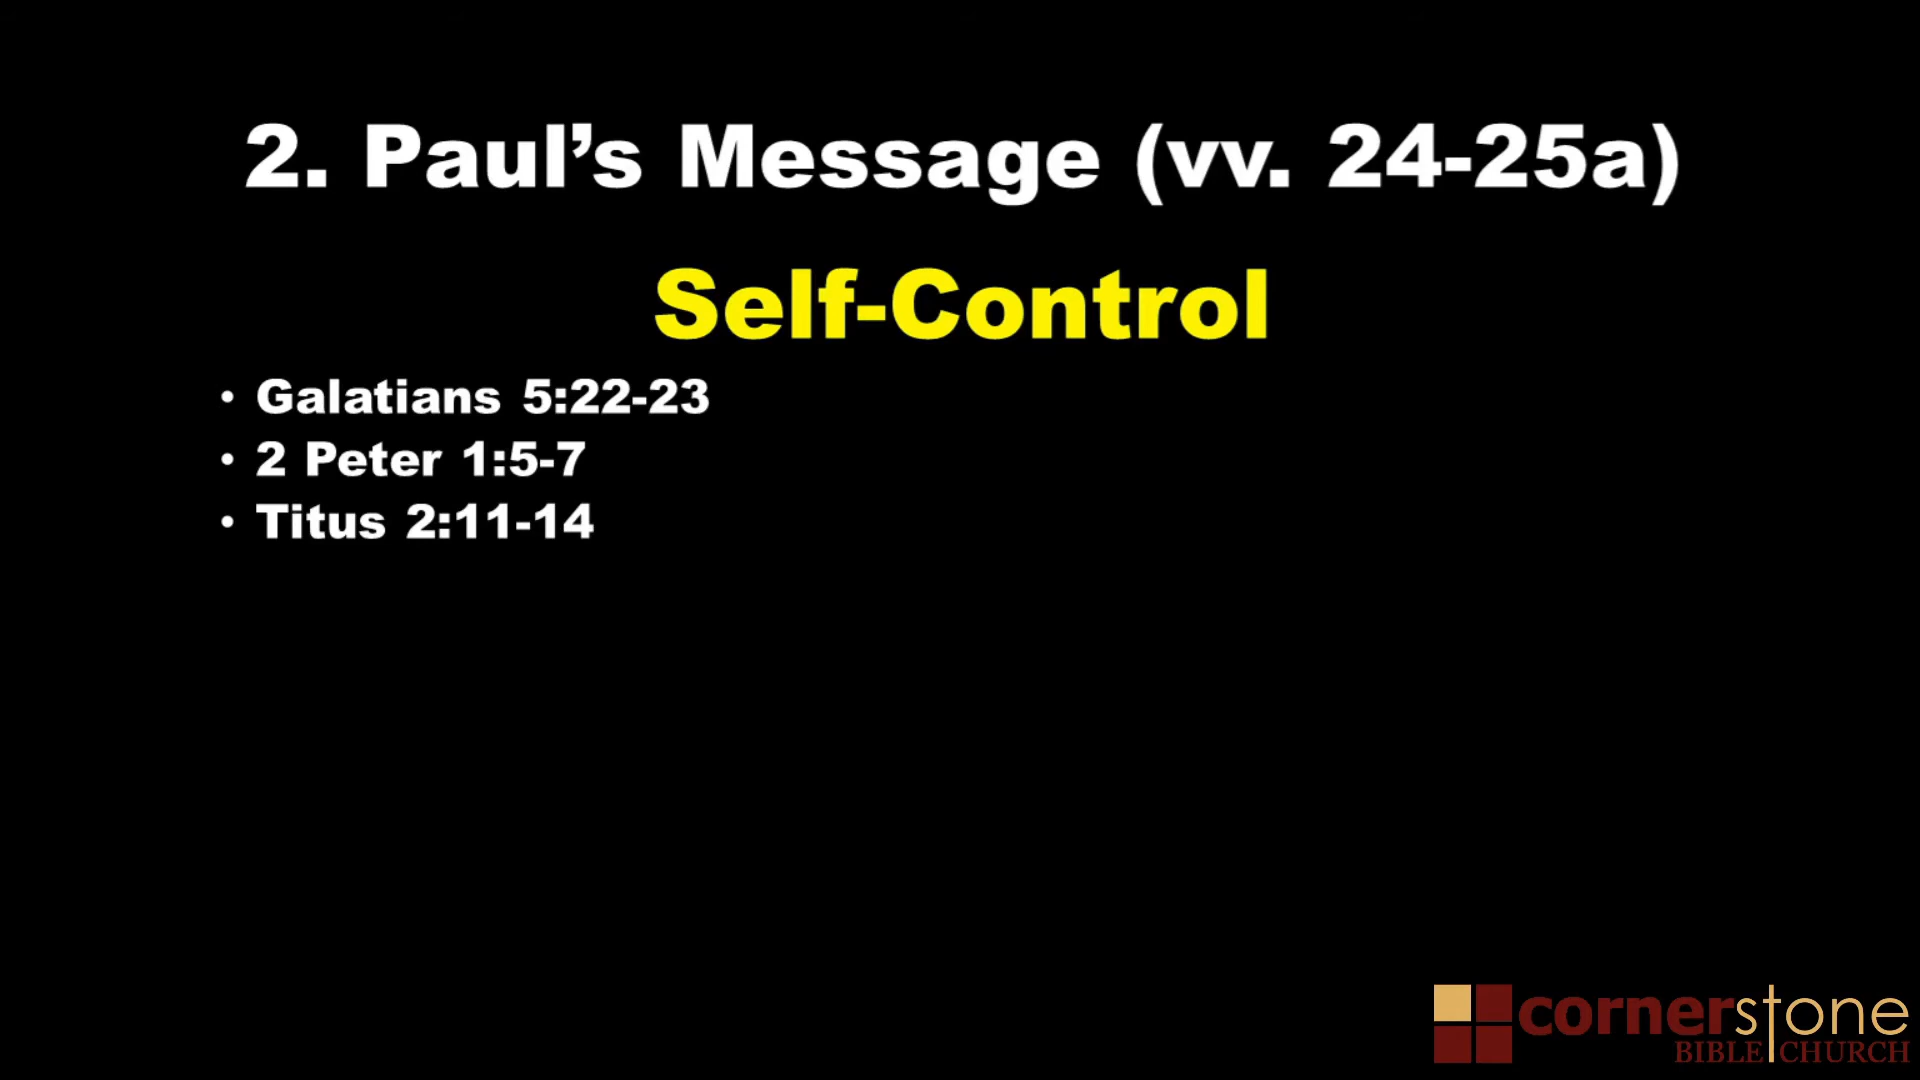 2. Paul’s Message (vv. 24-25a)
Self-Control
• Galatians 5:22-23
• 2 Peter 1:5-7
• Titus 2:11-14
cornerstone
BIBLE CHURCH